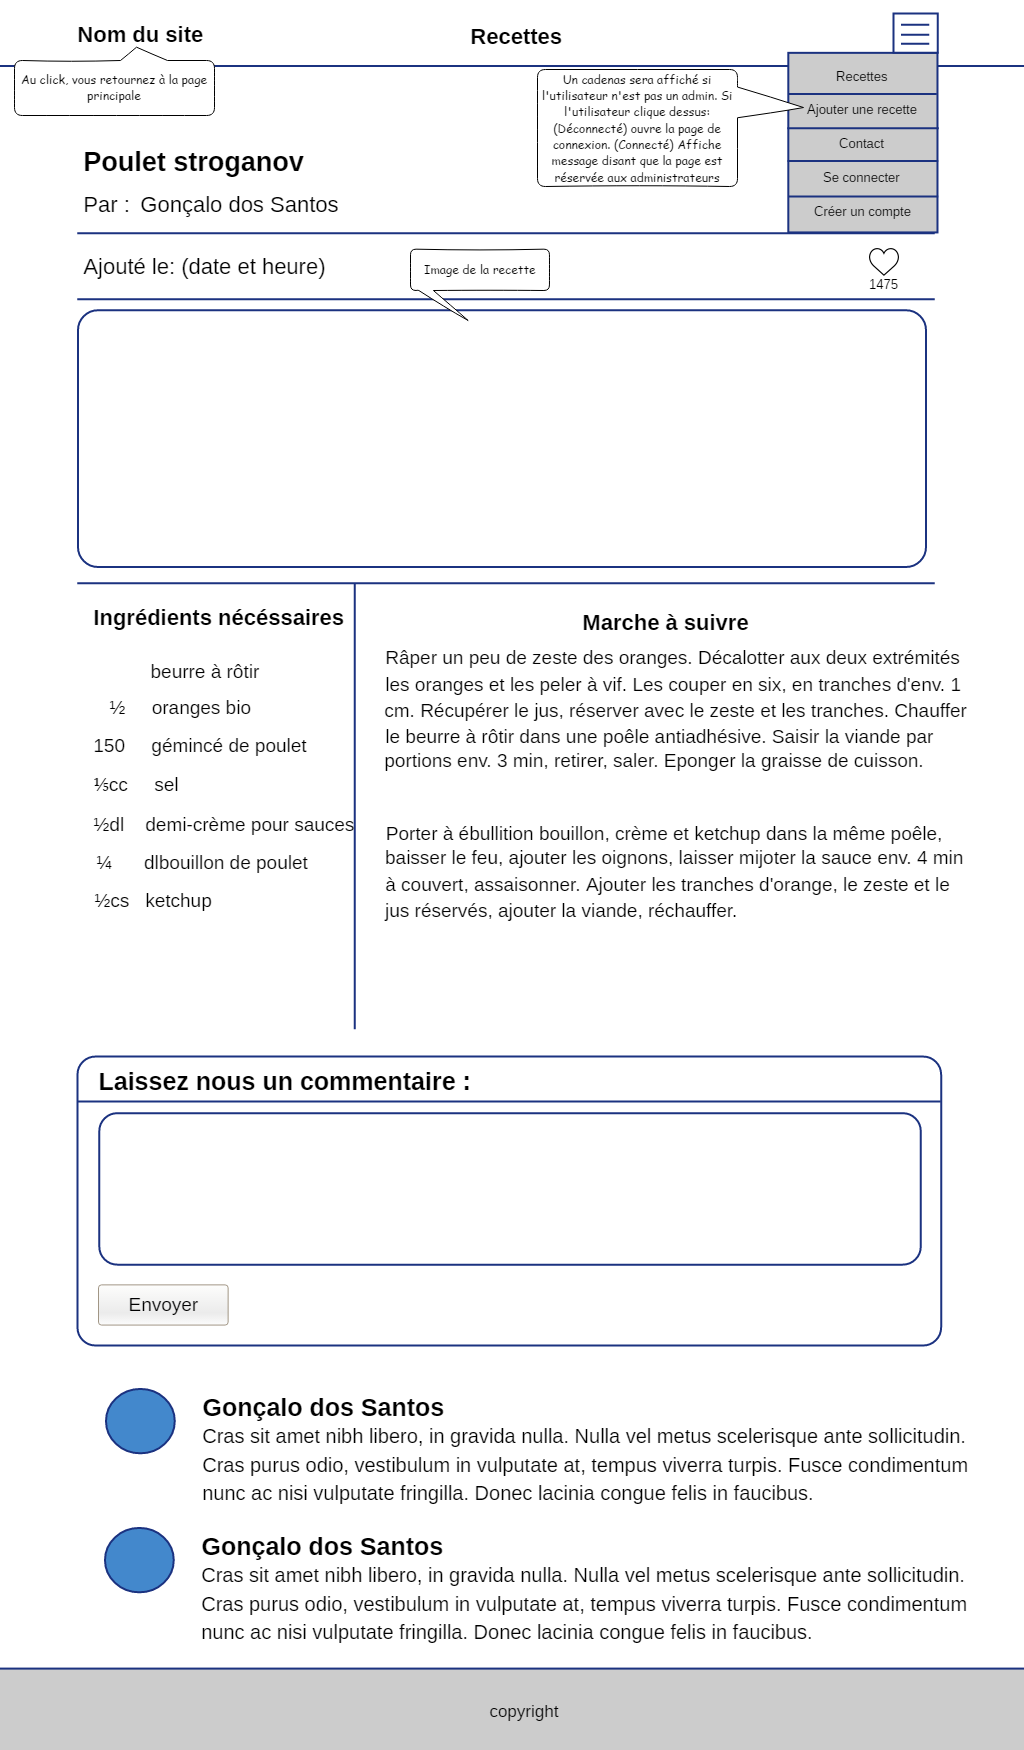 Nom du site
Recettes
Au click, vous retournez à la page
principale
Un cadenas sera affiché si
l'utilisateur n'est pas un admin. Si
l'utilisateur clique dessus:
(Déconnecté) ouvre la page de
connexion. (Connecté) Affiche
message disant que la page est
réservée aux administrateurs
Recettes
Ajouter une recette
Contact
Se connecter
Créer un compte
Poulet stroganov
Par : Gonçalo dos Santos
Ajouté le: (date et heure)
Image de la recette
1475
Ingrédients nécéssaires
beurre à rôtir
½ oranges bio
150 gémincé de poulet
⅓cc sel
½dl demi-crème pour sauces
¼ dlbouillon de poulet
½cs ketchup
Marche à suivre
Râper un peu de zeste des oranges. Décalotter aux deux extrémités
les oranges et les peler à vif. Les couper en six, en tranches d'env. 1
cm. Récupérer le jus, réserver avec le zeste et les tranches. Chauffer
le beurre à rôtir dans une poêle antiadhésive. Saisir la viande par
portions env. 3 min, retirer, saler. Eponger la graisse de cuisson.
Porter à ébullition bouillon, crème et ketchup dans la même poêle,
baisser le feu, ajouter les oignons, laisser mijoter la sauce env. 4 min
à couvert, assaisonner. Ajouter les tranches d'orange, le zeste et le
jus réservés, ajouter la viande, réchauffer.
Laissez nous un commentaire :
Envoyer
Gonçalo dos Santos
Cras sit amet nibh libero, in gravida nulla. Nulla vel metus scelerisque ante sollicitudin.
Cras purus odio, vestibulum in vulputate at, tempus viverra turpis. Fusce condimentum
nunc ac nisi vulputate fringilla. Donec lacinia congue felis in faucibus.
Gonçalo dos Santos
Cras sit amet nibh libero, in gravida nulla. Nulla vel metus scelerisque ante sollicitudin.
Cras purus odio, vestibulum in vulputate at, tempus viverra turpis. Fusce condimentum
nunc ac nisi vulputate fringilla. Donec lacinia congue felis in faucibus.
copyright